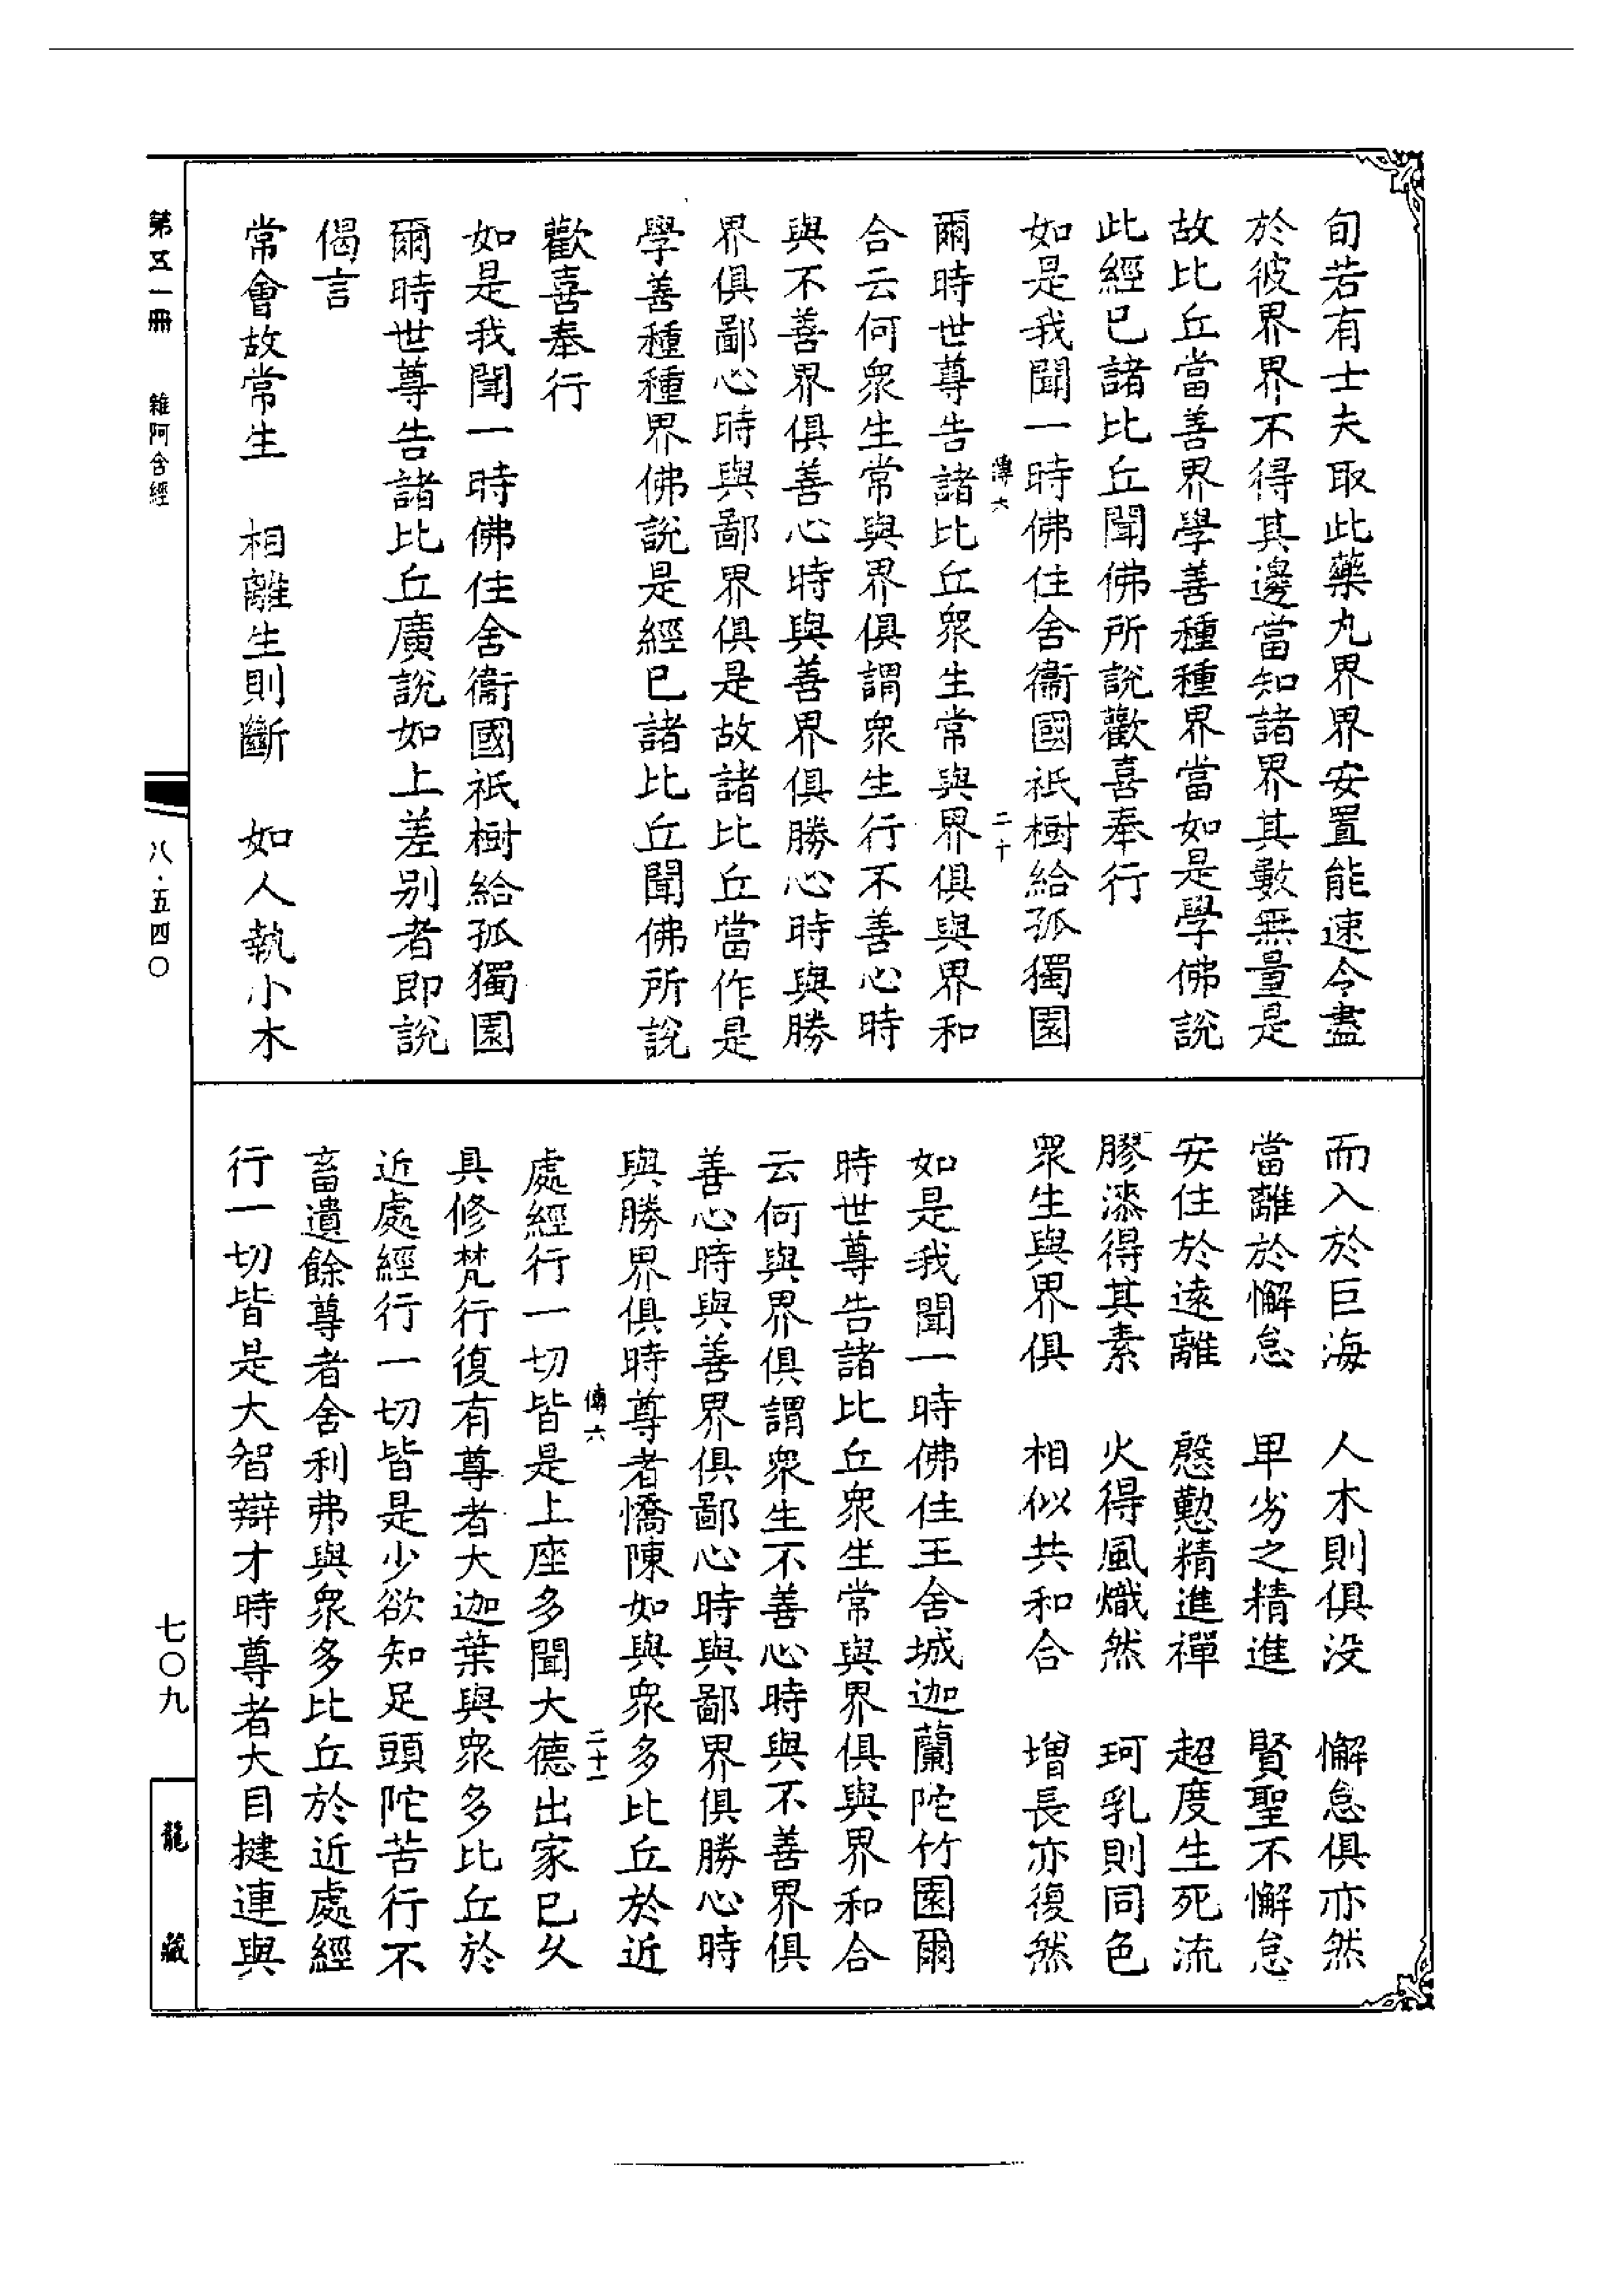 旬若有士夫取此藥丸界界安置能速令盡
於彼界界不得其邊當知諸界其數無量是
故比丘當善界學善種種界當如是學佛說
此經已諸比丘聞佛所說歡喜奉行
如是我聞一時佛住舍衞國祇樹給孤獨園
傳六 二十
爾時世尊告諸比丘衆生常與界俱與界和
合云何衆生常與界俱謂衆生行不善心時
與不善界俱善心時與善界俱勝心時與勝
界俱鄙心時與鄙界俱是故諸比丘當作是
學善種種界佛說是經已諸比丘聞佛所說
歡喜奉行
如是我聞一時佛住舍衞國祇樹給孤獨園
爾時世尊告諸比丘廣說如上差別者即說
偈言
常會故常生 相離生則斷 如人執小木
而入於巨海 人木則俱没 懈怠俱亦然
當離於懈怠 卑劣之精進 賢聖不懈怠
安住於遠離 慇懃精進禪 超度生死流
膠漆得其素 火得風熾然 珂乳則同色
衆生與界俱 相似共和合 增長亦復然
如是我聞一時佛住王舍城迦蘭陀竹園爾
時世尊告諸比丘衆生常與界俱與界和合
云何與界俱謂衆生不善心時與不善界俱
善心時與善界俱鄙心時與鄙界俱勝心時
與勝界俱時尊者憍陳如與衆多比丘於近
傳六 二十一
處經行一切皆是上座多聞大德出家已久
具修梵行復有尊者大迦葉與衆多比丘於
近處經行一切皆是少欲知足頭陀苦行不
畜遺餘尊者舍利弗與衆多比丘於近處經
行一切皆是大智辯才時尊者大目揵連與
第五一冊 雜阿含經 八·五四〇 七〇九 龍藏